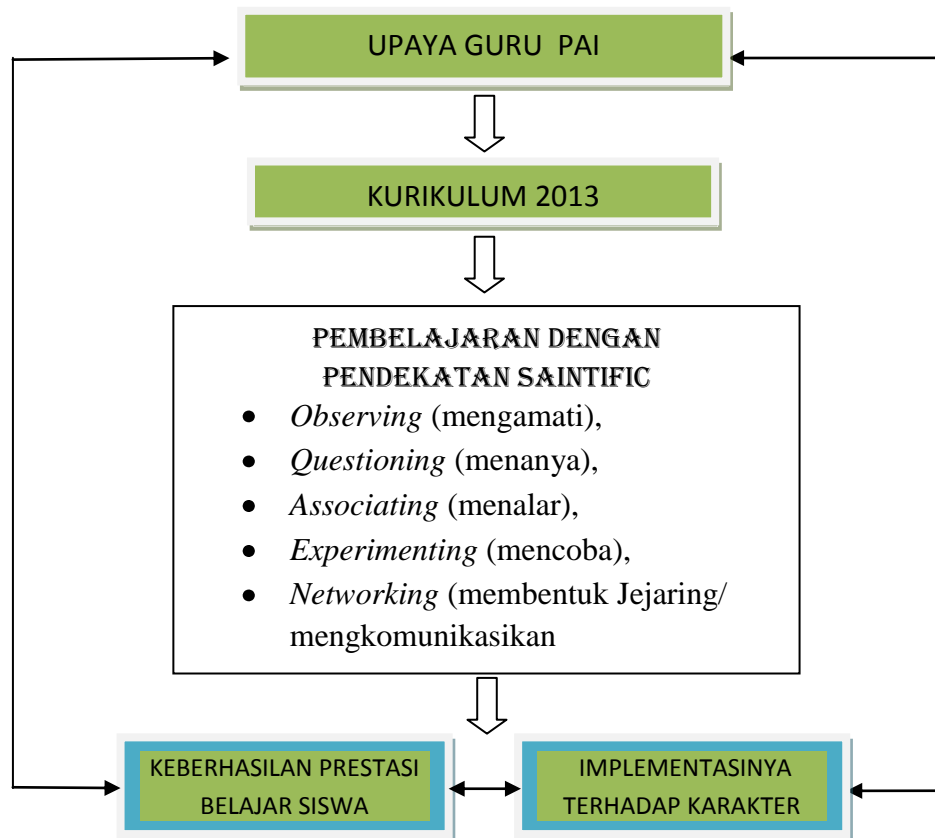 UPAYA GURU PAI
KURIKULUM 2013
PEMBELAJARAN DENGAN
PENDEKATAN SAINTIFIC
• Observing (mengamati),
• Questioning (menanya),
• Associating (menalar),
• Experimenting (mencoba),
• Networking (membentuk Jejaring/
mengkomunikasikan
KEBERHASILAN PRESTASI
BELAJAR SISWA
IMPLEMENTASINYA
TERHADAP KARAKTER